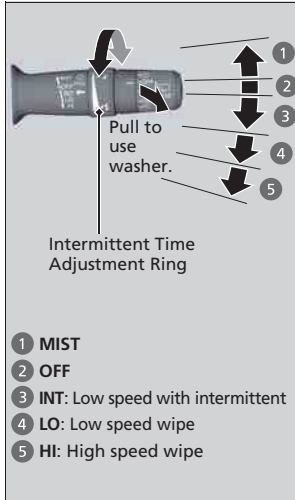 1
2
3
4
5
Pull to
use
washer.
Intermittent Time
Adjustment Ring
1 MIST
2 OFF
3 INT: Low speed with intermittent
4 LO: Low speed wipe
5 HI: High speed wipe